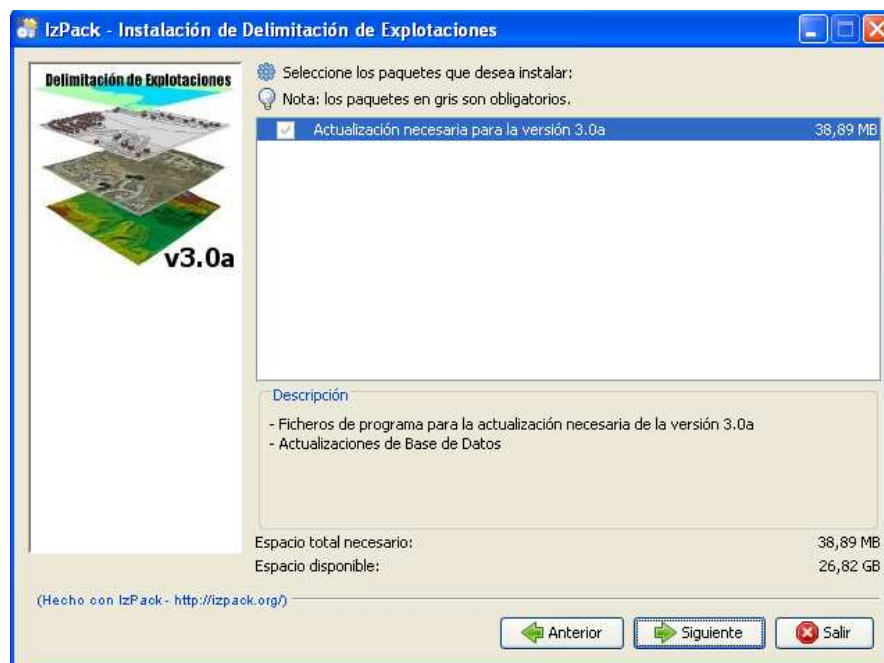 IzPack - Instalación de Delimitación de Explotaciones
Delimitación de Explotaciones
v3.0a
Seleccione los paquetes que desea instalar:
Nota: los paquetes en gris son obligatorios.
Actualización necesaria para la versión 3.0a 38,89 MB
Descripción
- Ficheros de programa para la actualización necesaria de la versión 3.0a
- Actualizaciones de Base de Datos
Espacio total necesario: 38,89 MB
Espacio disponible: 26,82 GB
(Hecho con IzPack - http://izpack.org/)
Anterior Siguiente Salir